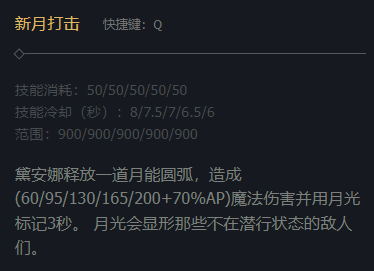 新月打击 快捷键：Q
技能消耗：50/50/50/50/50
技能冷却（秒）：8/7.5/7/6.5/6
范围：900/900/900/900/900
黛安娜释放一道月能圆弧，造成
(60/95/130/165/200+70%AP)魔法伤害并用月光
标记3秒。 月光会显形那些不在潜行状态的敌人
们。